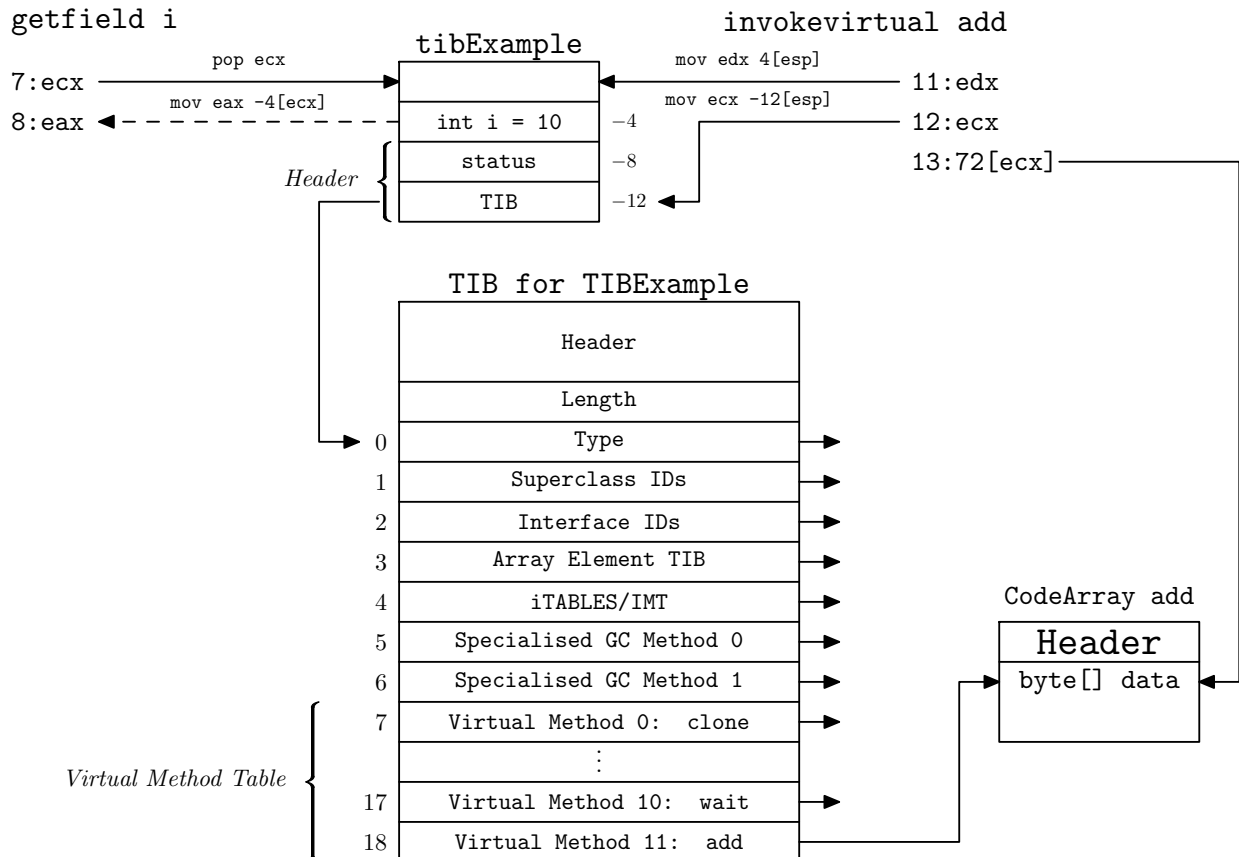 getfield i
invokevirtual add
tibExample
pop ecx
mov edx 4[esp]
7:ecx
11:edx
mov eax -4[ecx]
mov ecx -12[esp]
8:eax
int i = 10
−4
12:ecx
status
−8
13:72[ecx]
Header
TIB
−12
TIB for TIBExample
Header
Length
0 Type
1 Superclass IDs
2 Interface IDs
3 Array Element TIB
4 iTABLES/IMT
CodeArray add
5 Specialised GC Method 0
Header
6 Specialised GC Method 1
byte[] data
7 Virtual Method 0: clone
⋮
Virtual Method Table
17 Virtual Method 10: wait
18 Virtual Method 11: add